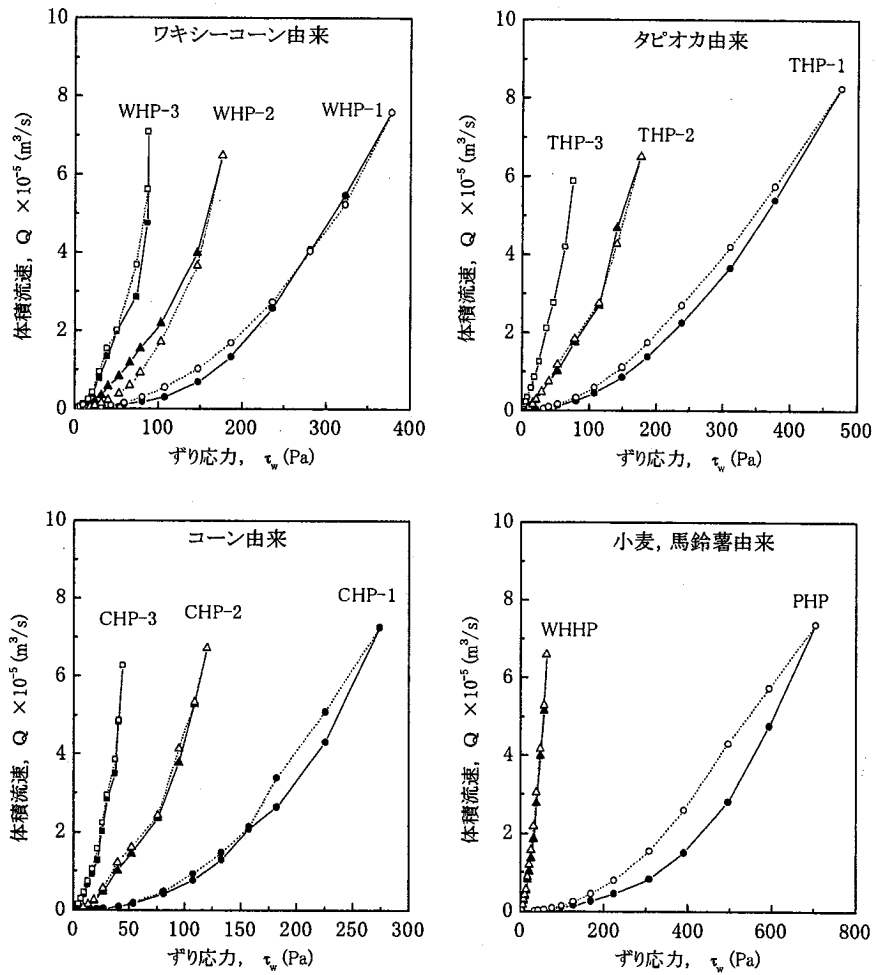 ワキシーコーン由来
WHP-3
WHP-2
WHP-1
体積流速, Q ×10⁻⁵ (m³/s)
10
8
6
4
2
0
0 100 200 300 400
ずり応力, τw (Pa)
タピオカ由来
THP-1
THP-2
THP-3
体積流速, Q ×10⁻⁵ (m³/s)
10
8
6
4
2
0
0 100 200 300 400 500
ずり応力, τw (Pa)
コーン由来
CHP-3
CHP-2
CHP-1
体積流速, Q ×10⁻⁵ (m³/s)
10
8
6
4
2
0
50 100 150 200 250 300
ずり応力, τw (Pa)
小麦, 馬鈴薯由来
WHHP
PHP
体積流速, Q ×10⁻⁵ (m³/s)
10
8
6
4
2
0
0 200 400 600 800
ずり応力, τw (Pa)